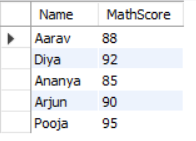 Name MathScore
Aarav 88
Diya 92
Ananya 85
Arjun 90
Pooja 95